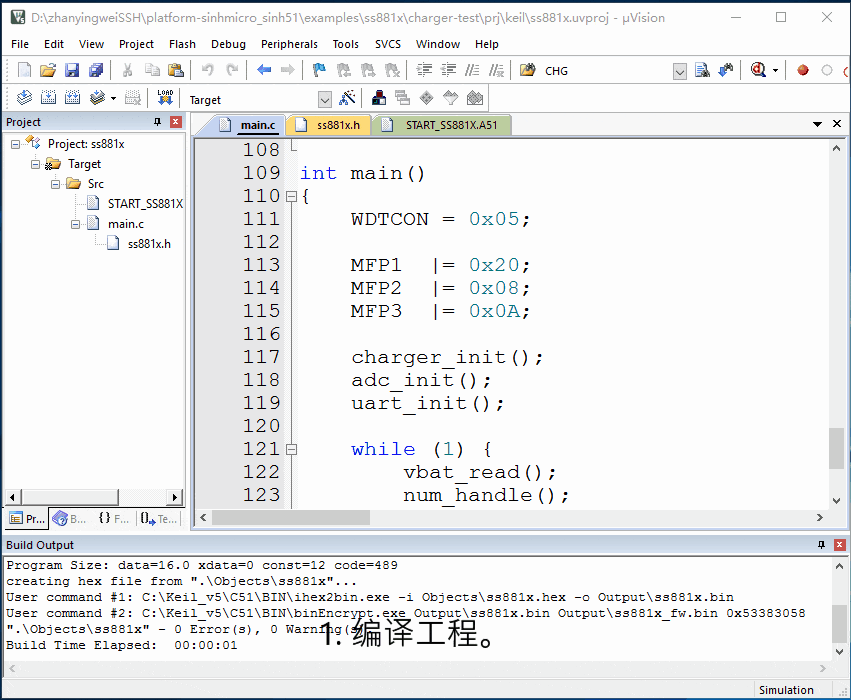 D:\zhanyingweiSSH\platform-sinhmicro_sinh51\examples\ss881x\charger-test\prj\keil\ss881x.uvproj - µVision
File Edit View Project Flash Debug Peripherals Tools SVCS Window Help
CHG
LOAD Target
Project
main.c ss881x.h START_SS881X.A51
Project: ss881x
Target
Src
START_SS881X
main.c
ss881x.h
108
109 int main()
110 {
111 WDTCON = 0x05;
112
113 MFP1 |= 0x20;
114 MFP2 |= 0x08;
115 MFP3 |= 0x0A;
116
117 charger_init();
118 adc_init();
119 uart_init();
120
121 while (1) {
122 vbat_read();
123 num_handle();
Pr... B... {} F... {} Te...
Build Output
Program Size: data=16.0 xdata=0 const=12 code=489
creating hex file from ".\Objects\ss881x"...
User command #1: C:\Keil_v5\C51\BIN\ihex2bin.exe -i Objects\ss881x.hex -o Output\ss881x.bin
User command #2: C:\Keil_v5\C51\BIN\binEncrypt.exe Output\ss881x.bin Output\ss881x_fw.bin 0x53383058
".\Objects\ss881x" - 0 Error(s), 0 Warning(s
Build Time Elapsed: 00:00:01
1. 编译工程。
Simulation